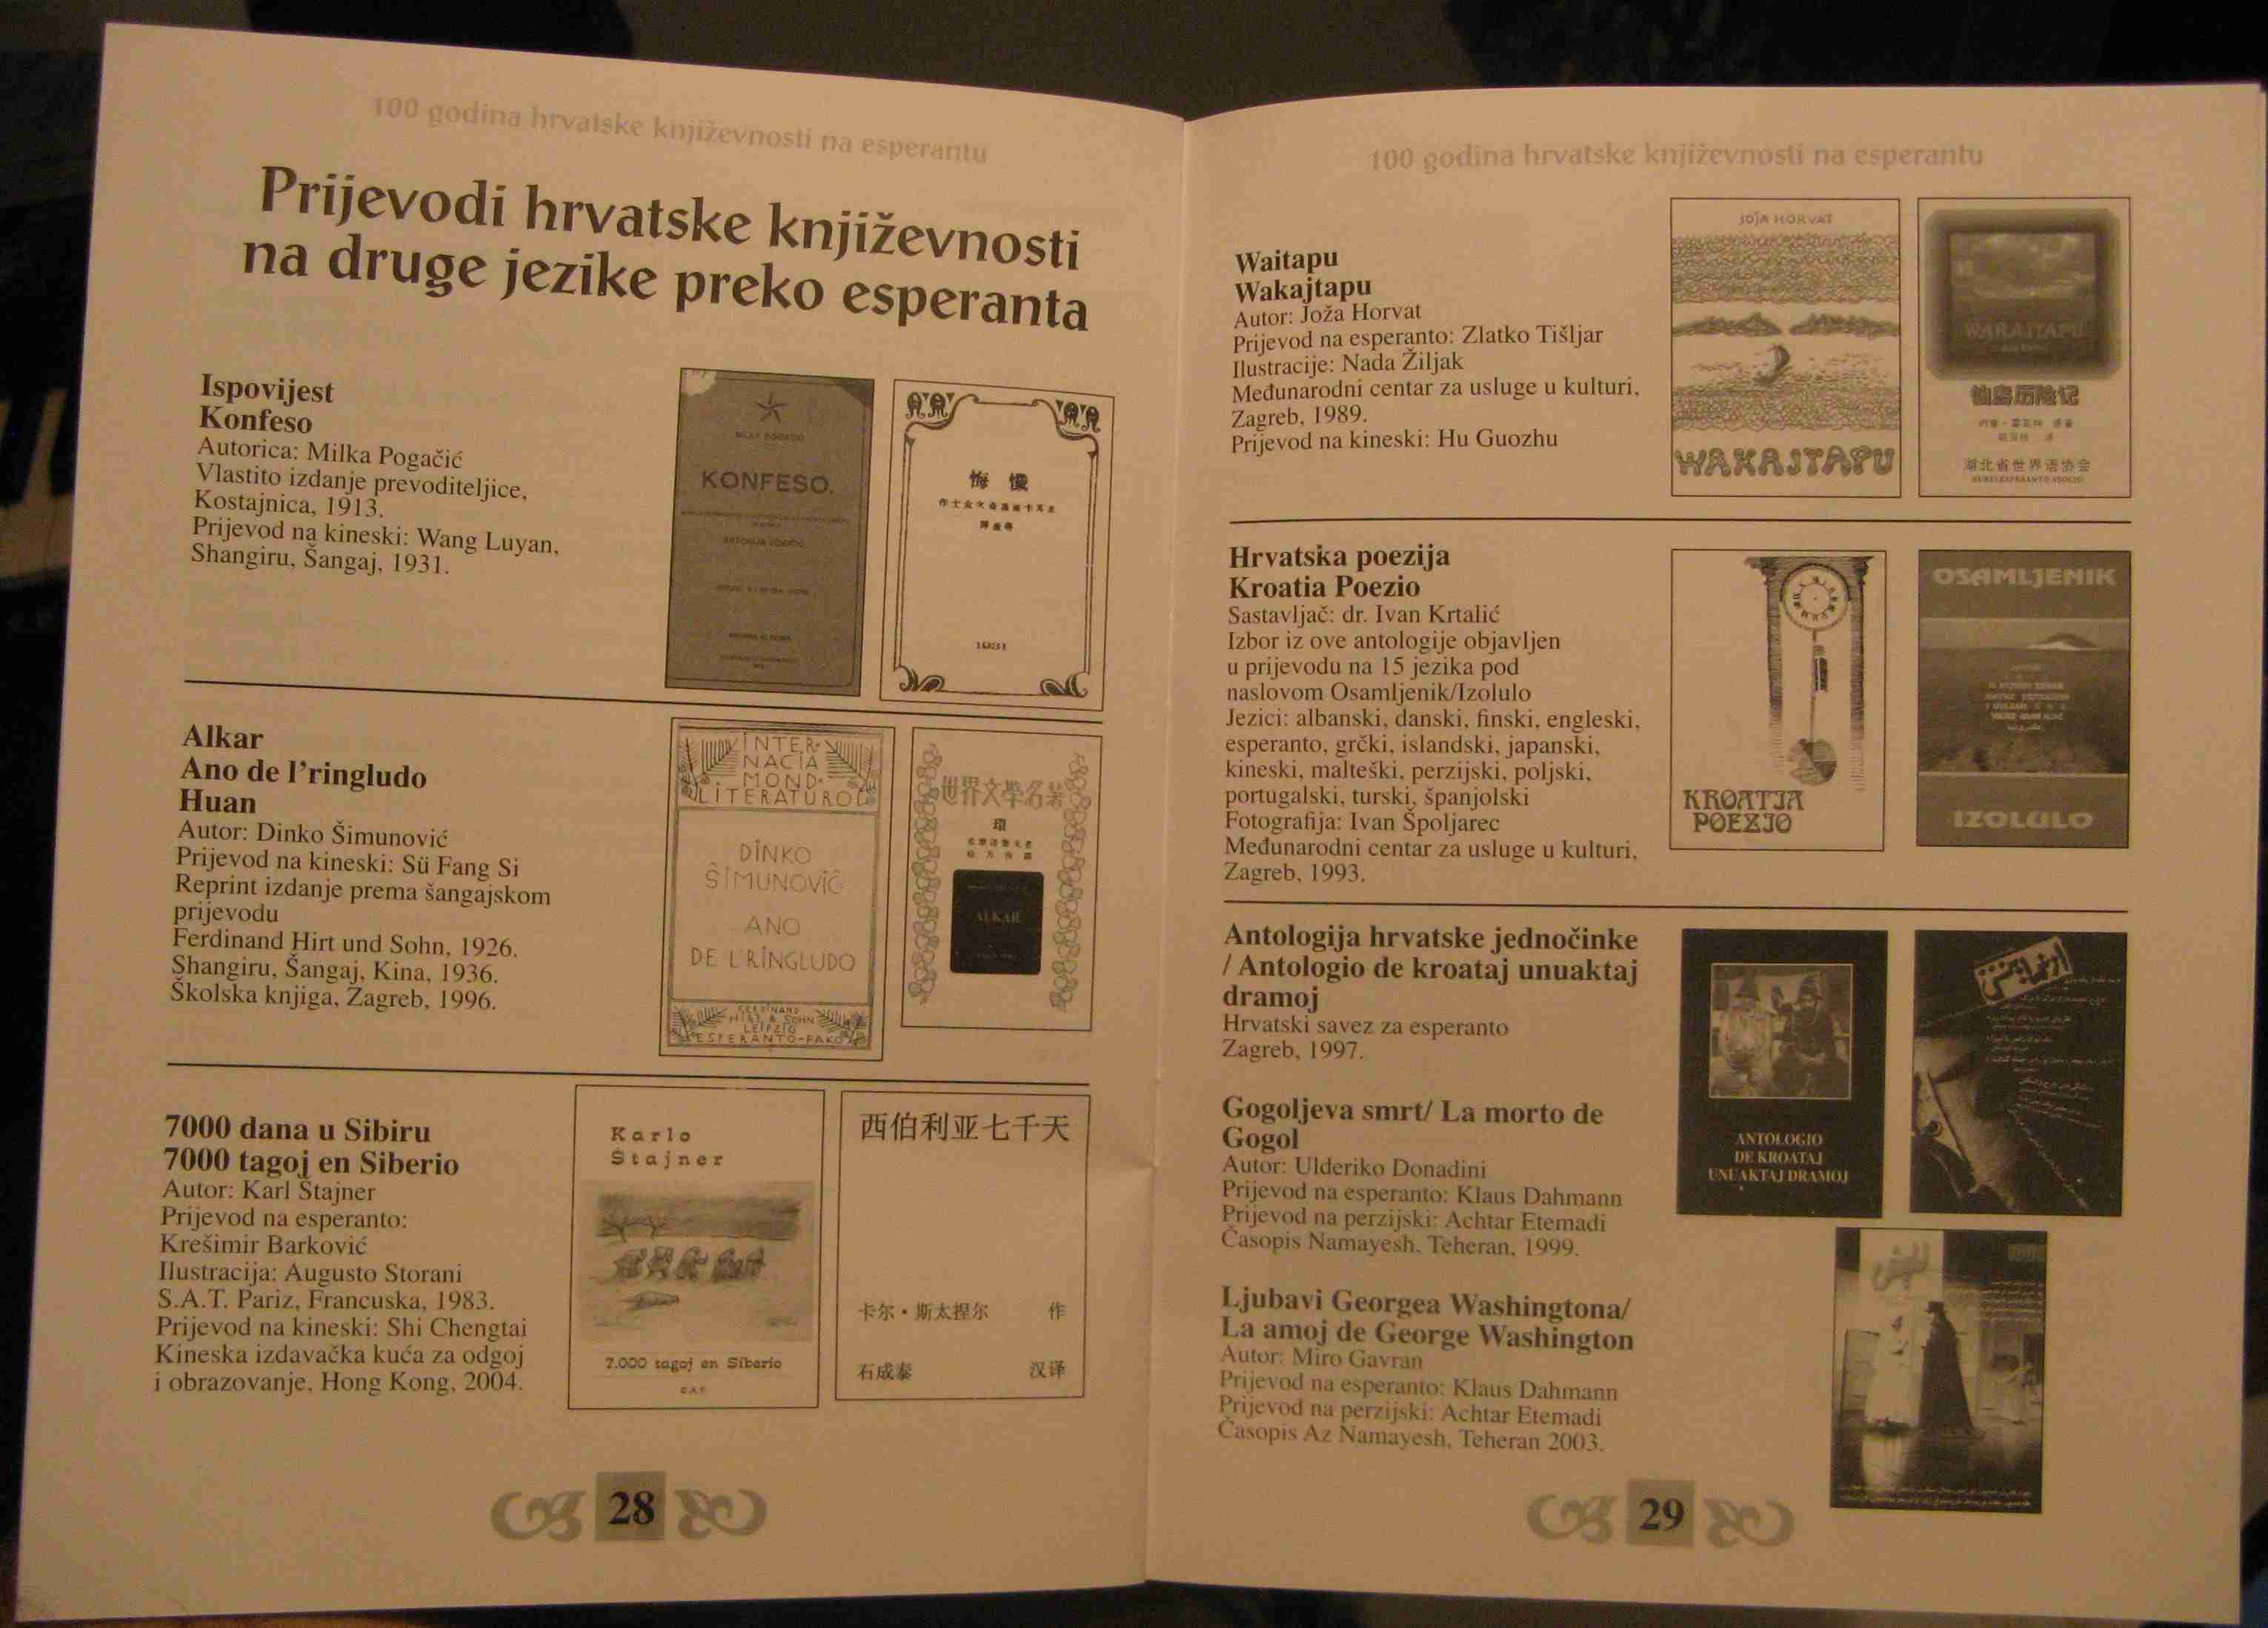 100 godina hrvatske književnosti na esperantu
Prijevodi hrvatske književnosti
na druge jezike preko esperanta
Ispovijest
Konfeso
Autorica: Milka Pogačić
Vlastito izdanje prevoditeljice,
Kostajnica, 1913.
Prijevod na kineski: Wang Luyan,
Shangiru, Šangaj, 1931.
KONFESO.
Alkar
Ano de l'ringludo
Huan
Autor: Dinko Šimunović
Prijevod na kineski: Sü Fang Si
Reprint izdanje prema šangajskom
prijevodu
Ferdinand Hirt und Sohn, 1926.
Shangiru, Šangaj, Kina, 1936.
Školska knjiga, Zagreb, 1996.
INTER-
NACIA
MOND-
LITERATURO
DINKO
ŜIMUNOVIĆ
ANO
DE L'RINGLUDO
FERDINAND
HIRT & SOHN
LEIPZIG
ESPERANTO-FAKO
世界文學名著
ALKAR
7000 dana u Sibiru
7000 tagoj en Siberio
Autor: Karl Štajner
Prijevod na esperanto:
Krešimir Barković
Ilustracija: Augusto Storani
S.A.T. Pariz, Francuska, 1983.
Prijevod na kineski: Shi Chengtai
Kineska izdavačka kuća za odgoj
i obrazovanje, Hong Kong, 2004.
Karlo
Štajner
7.000 tagoj en Siberio
SAT
西伯利亚七千天
卡尔·斯太捏尔 作
石成泰 汉译
28
100 godina hrvatske književnosti na esperantu
Waitapu
Wakajtapu
Autor: Joža Horvat
Prijevod na esperanto: Zlatko Tišljar
Ilustracije: Nada Žiljak
Međunarodni centar za usluge u kulturi,
Zagreb, 1989.
Prijevod na kineski: Hu Guozhu
JOĴA HORVAT
WAKAJTAPU
湖北省世界语协会
Hrvatska poezija
Kroatia Poezio
Sastavljač: dr. Ivan Krtalić
Izbor iz ove antologije objavljen
u prijevodu na 15 jezika pod
naslovom Osamljenik/Izolulo
Jezici: albanski, danski, finski, engleski,
esperanto, grčki, islandski, japanski,
kineski, malteški, perzijski, poljski,
portugalski, turski, španjolski
Fotografija: Ivan Špoljarec
Međunarodni centar za usluge u kulturi,
Zagreb, 1993.
KROATIA
POEZIO
OSAMLJENIK
IZOLULO
Antologija hrvatske jednočinke
/ Antologio de kroataj unuaktaj
dramoj
Hrvatski savez za esperanto
Zagreb, 1997.
ANTOLOGIO
DE KROATAJ
UNUAKTAJ DRAMOJ
Gogoljeva smrt/ La morto de
Gogol
Autor: Ulderiko Donadini
Prijevod na esperanto: Klaus Dahmann
Prijevod na perzijski: Achtar Etemadi
Časopis Namayesh, Teheran, 1999.
Ljubavi Georgea Washingtona/
La amoj de George Washington
Autor: Miro Gavran
Prijevod na esperanto: Klaus Dahmann
Prijevod na perzijski: Achtar Etemadi
Časopis Az Namayesh, Teheran 2003.
29